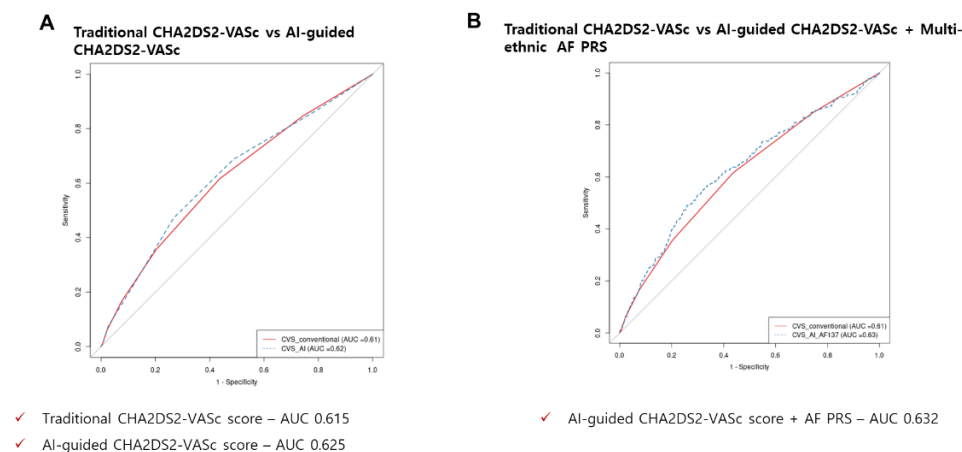 A
Traditional CHA2DS2-VASc vs AI-guided
CHA2DS2-VASc
Sensitivity
1.0
0.8
0.6
0.4
0.2
0.0
0.0 0.2 0.4 0.6 0.8 1.0
1 - Specificity
CVS_conventional (AUC =0.61)
CVS_AI (AUC =0.62)
✓ Traditional CHA2DS2-VASc score – AUC 0.615
✓ AI-guided CHA2DS2-VASc score – AUC 0.625
B
Traditional CHA2DS2-VASc vs AI-guided CHA2DS2-VASc + Multi-
ethnic AF PRS
Sensitivity
1.0
0.8
0.6
0.4
0.2
0.0
0.0 0.2 0.4 0.6 0.8 1.0
1 - Specificity
CVS_conventional (AUC =0.61)
CVS_AI_AF137 (AUC =0.63)
✓ AI-guided CHA2DS2-VASc score + AF PRS – AUC 0.632